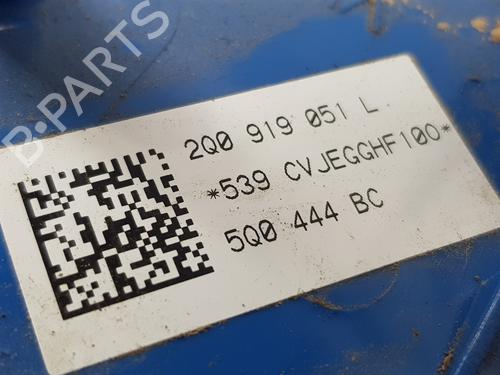 B-PARTS
2Q0 919 051 L.
*539 CVJEGGHF100*
5Q0 444 BC